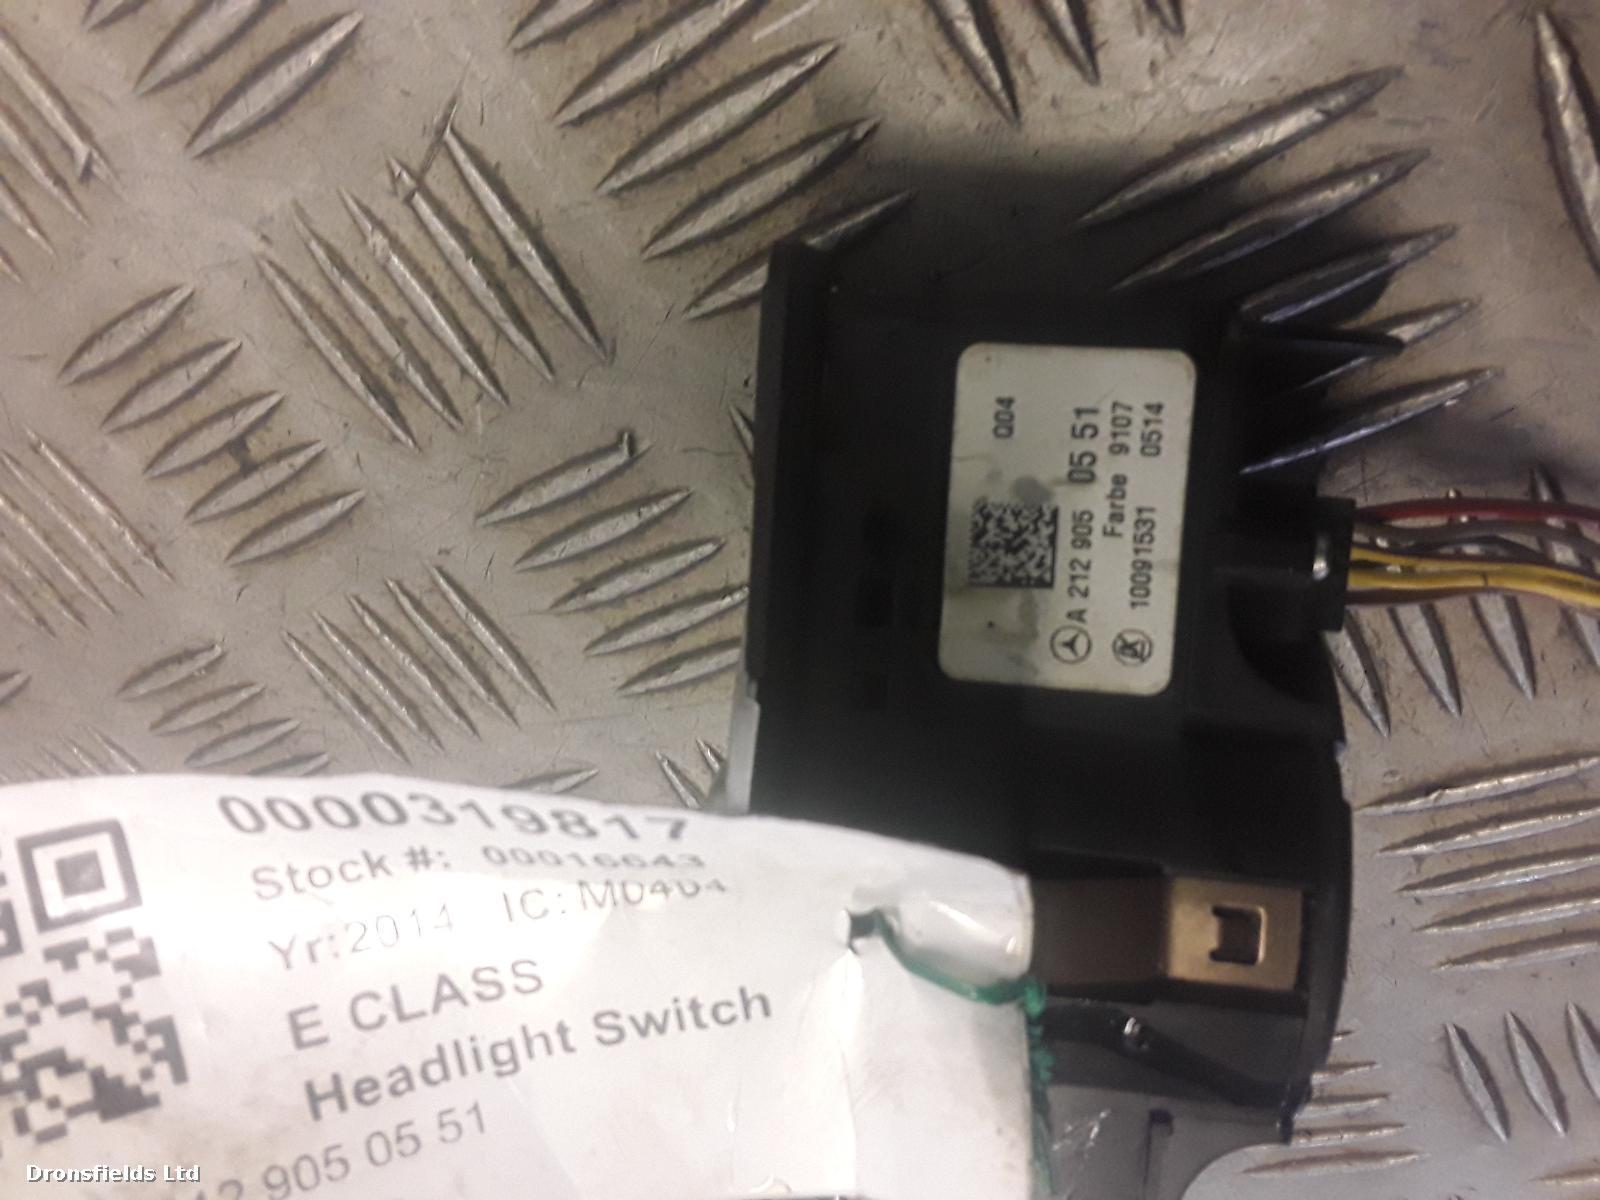 Q04
A 212 905 05 51
Farbe 9107
10091531 0514
0000319817
Stock #: 00016643
Yr:2014 IC: M0404
E CLASS
Headlight Switch
12 905 05 51
Dronsfields Ltd